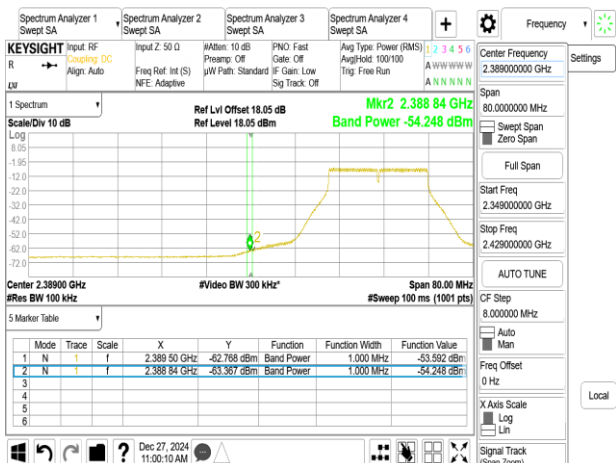 Spectrum Analyzer 1
Swept SA
Spectrum Analyzer 2
Swept SA
Spectrum Analyzer 3
Swept SA
Spectrum Analyzer 4
Swept SA
+
Frequency
KEYSIGHT
R
Input: RF
Coupling: DC
Align: Auto
Input Z: 50 Ω
Freq Ref: Int (S)
NFE: Adaptive
#Atten: 10 dB
Preamp: Off
µW Path: Standard
PNO: Fast
Gate: Off
IF Gain: Low
Sig Track: Off
Avg Type: Power (RMS)
Avg|Hold: 100/100
Trig: Free Run
1 2 3 4 5 6
A W W W W W
A N N N N N
1 Spectrum
Scale/Div 10 dB
Ref Lvl Offset 18.05 dB
Ref Level 18.05 dBm
Mkr2 2.388 84 GHz
Band Power -54.248 dBm
Log
8.05
-1.95
-12.0
-22.0
-32.0
-42.0
-52.0
-62.0
-72.0
2
Center 2.38900 GHz
#Res BW 100 kHz
#Video BW 300 kHz*
Span 80.00 MHz
#Sweep 100 ms (1001 pts)
5 Marker Table
Mode Trace Scale X Y Function Function Width Function Value
1 N 1 f 2.389 50 GHz -62.768 dBm Band Power 1.000 MHz -53.592 dBm
2 N 1 f 2.388 84 GHz -63.367 dBm Band Power 1.000 MHz -54.248 dBm
3
4
5
6
?
Dec 27, 2024
11:00:10 AM
Center Frequency
2.389000000 GHz
Settings
Span
80.0000000 MHz
Swept Span
Zero Span
Full Span
Start Freq
2.349000000 GHz
Stop Freq
2.429000000 GHz
AUTO TUNE
CF Step
8.000000 MHz
Auto
Man
Freq Offset
0 Hz
X Axis Scale
Log
Lin
Local
Signal Track
(Span Zoom)